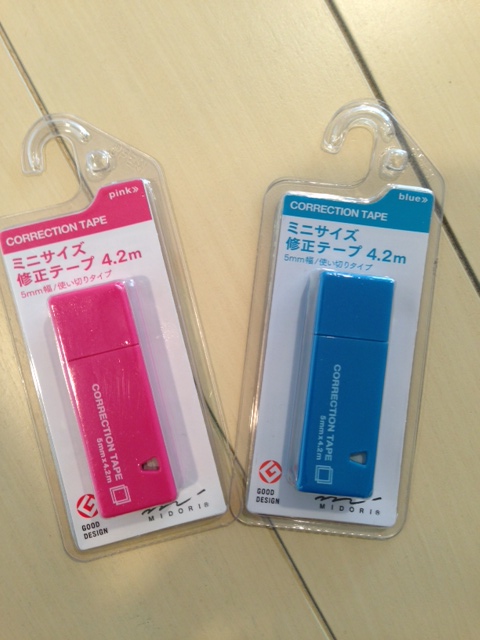 pink»
CORRECTION TAPE
ミニサイズ
修正テープ 4.2m
5mm幅/使い切りタイプ
CORRECTION TAPE
5mm×4.2m
GOOD
DESIGN
MIDORI®
blue»
CORRECTION TAPE
ミニサイズ
修正テープ 4.2m
5mm幅/使い切りタイプ
CORRECTION TAPE
5mm×4.2m
GOOD
DESIGN
MIDORI®